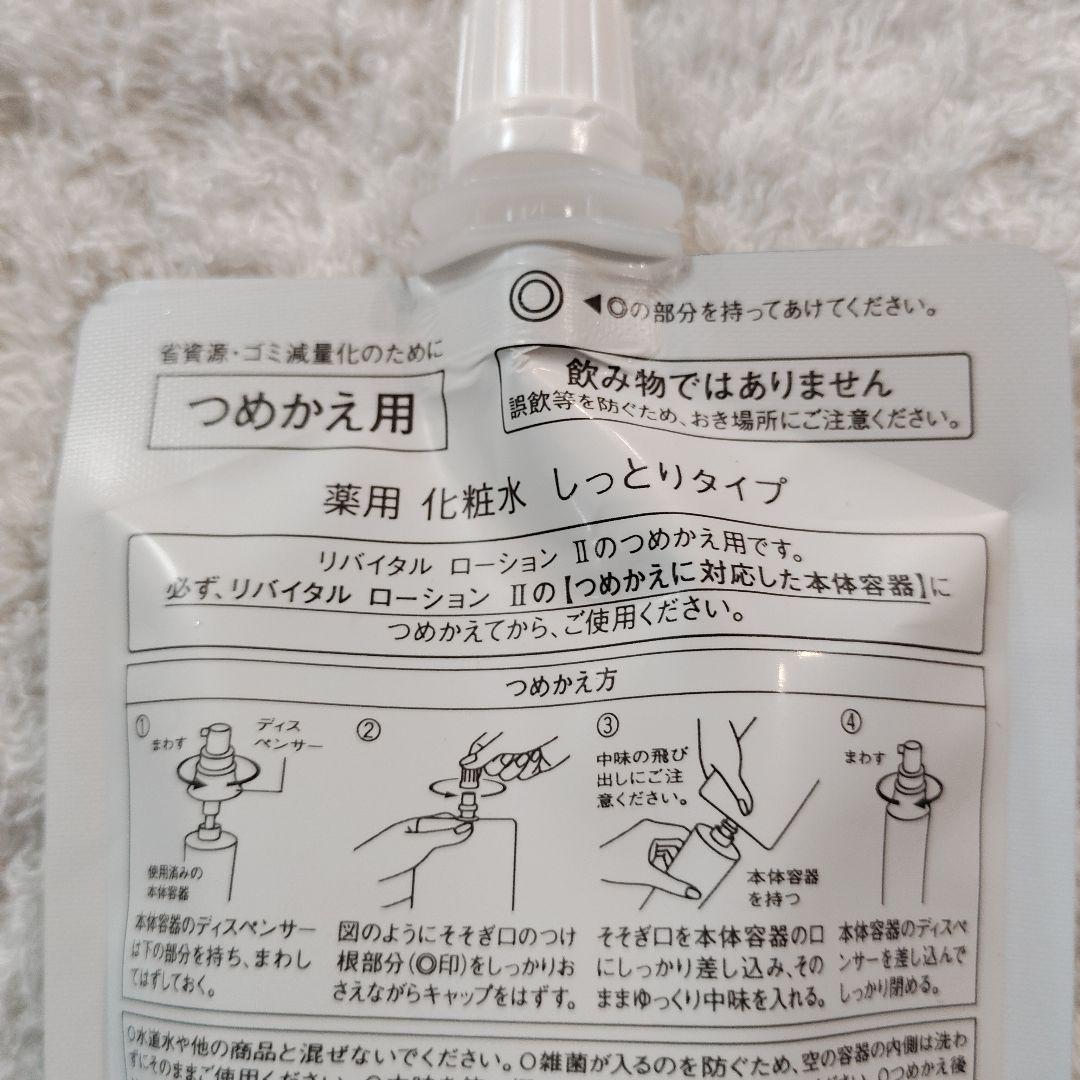 ◎
◀◎の部分を持ってあけてください。
省資源・ゴミ減量化のために
つめかえ用
飲み物ではありません
誤飲等を防ぐため、おき場所にご注意ください。
薬用 化粧水 しっとりタイプ
リバイタル ローション Ⅱのつめかえ用です。
必ず、リバイタル ローション Ⅱの【つめかえに対応した本体容器】に
つめかえてから、ご使用ください。
つめかえ方
①
まわす
ディス
ペンサー
使用済みの
本体容器
本体容器のディスペンサー
は下の部分を持ち、まわし
てはずしておく。
②
図のようにそそぎ口のつけ
根部分(◎印)をしっかりお
さえながらキャップをはずす。
③
中味の飛び
出しにご注
意ください。
本体容器
を持つ
そそぎ口を本体容器の口
にしっかり差し込み、その
ままゆっくり中味を入れる。
④
まわす
本体容器のディスペ
ンサーを差し込んで
しっかり閉める。
○水道水や他の商品と混ぜないでください。○雑菌が入るのを防ぐため、空の容器の内側は洗わ
ずにそのままご使用ください。 ○つめかえ後